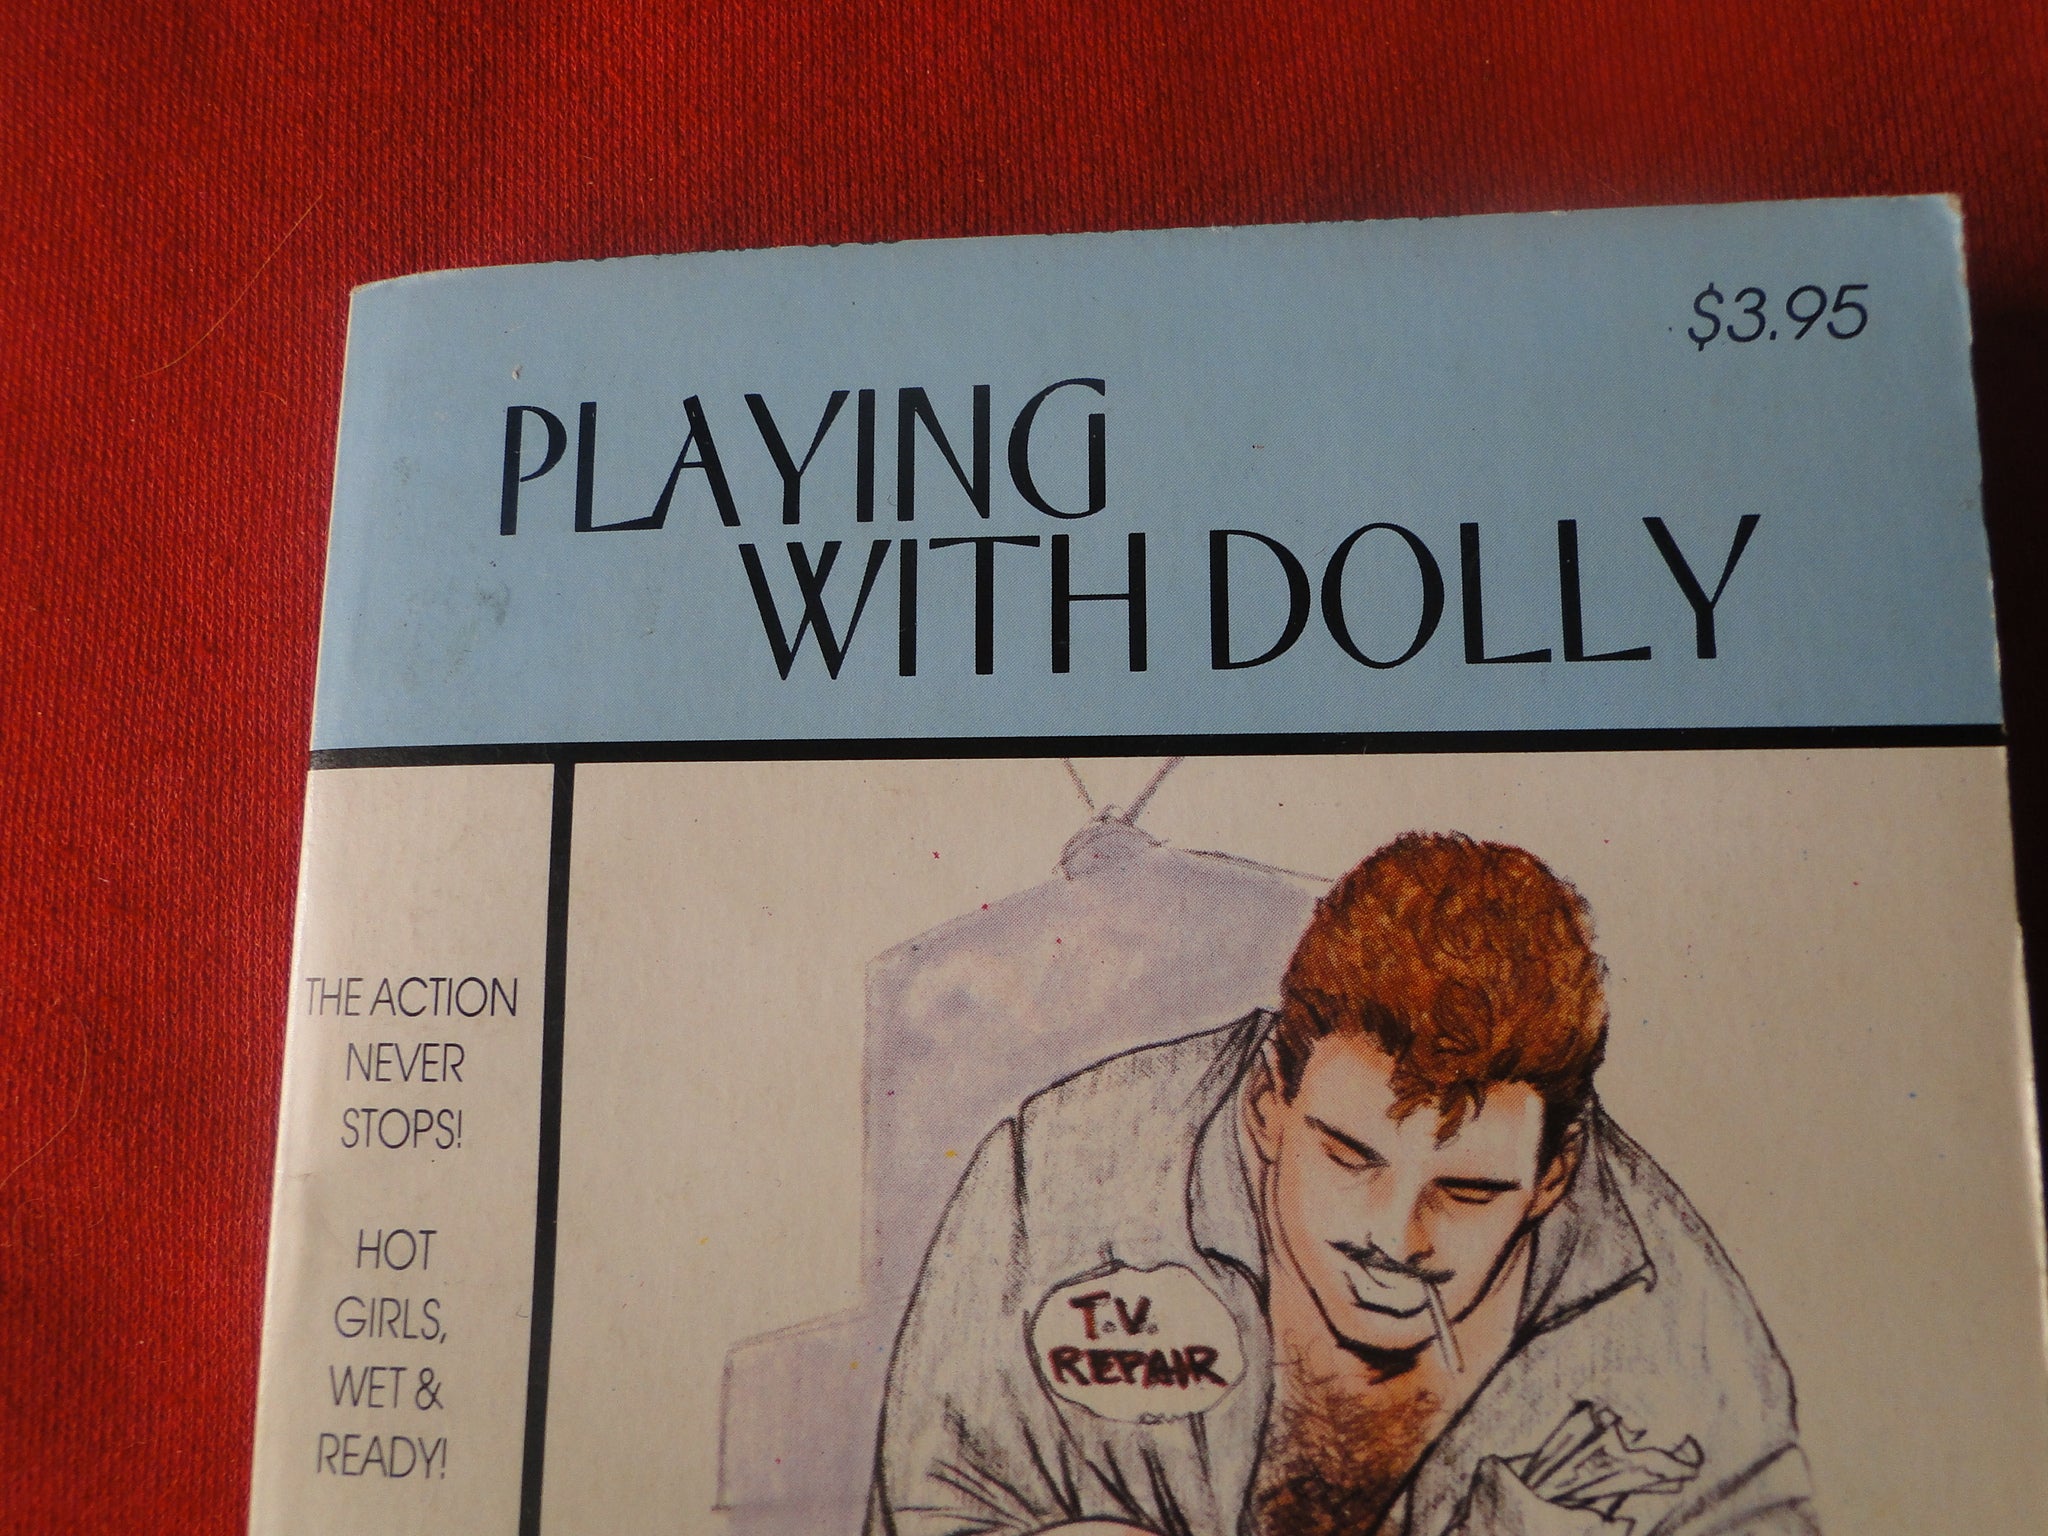 $3.95
PLAYING
WITH DOLLY
THE ACTION
NEVER
STOPS!
HOT
GIRLS,
WET &
READY!
T.V.
REPAIR